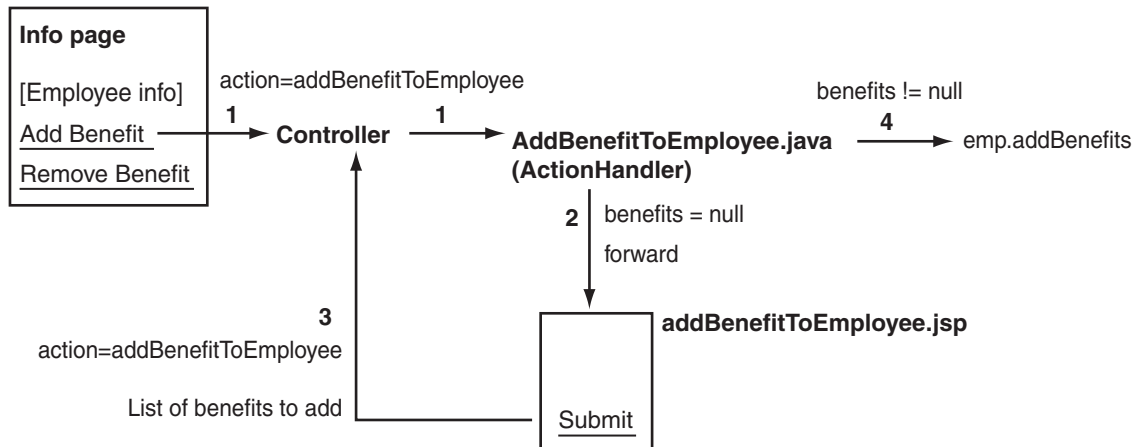 Info page
[Employee info]
Add Benefit
Remove Benefit
action=addBenefitToEmployee
1
Controller
1
AddBenefitToEmployee.java
(ActionHandler)
benefits != null
4
emp.addBenefits
2
benefits = null
forward
addBenefitToEmployee.jsp
Submit
3
action=addBenefitToEmployee
List of benefits to add